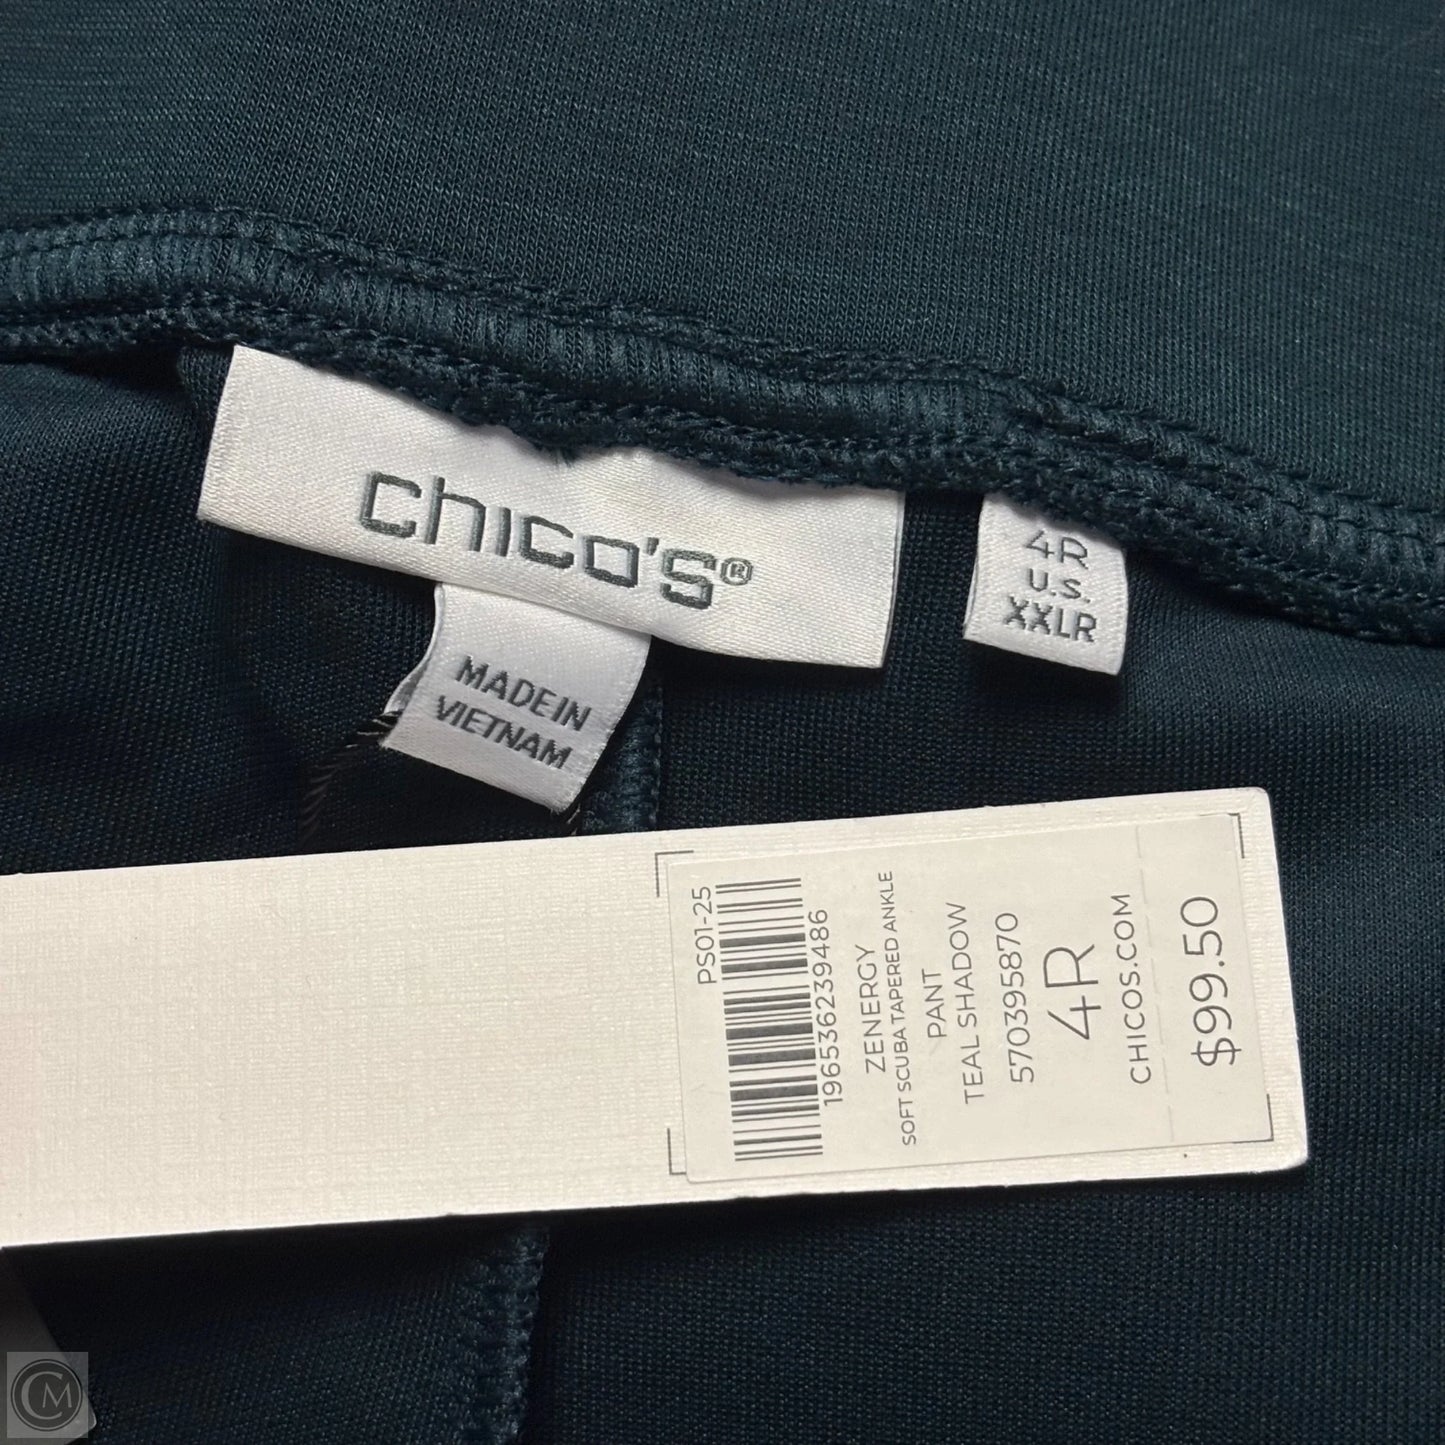 chico's®
4R
U.S.
XXLR
MADE IN
VIETNAM
PS01-25
196536239486
ZENERGY
SOFT SCUBA TAPERED ANKLE
PANT
TEAL SHADOW
570395870
4R
CHICOS.COM
$99.50
CM